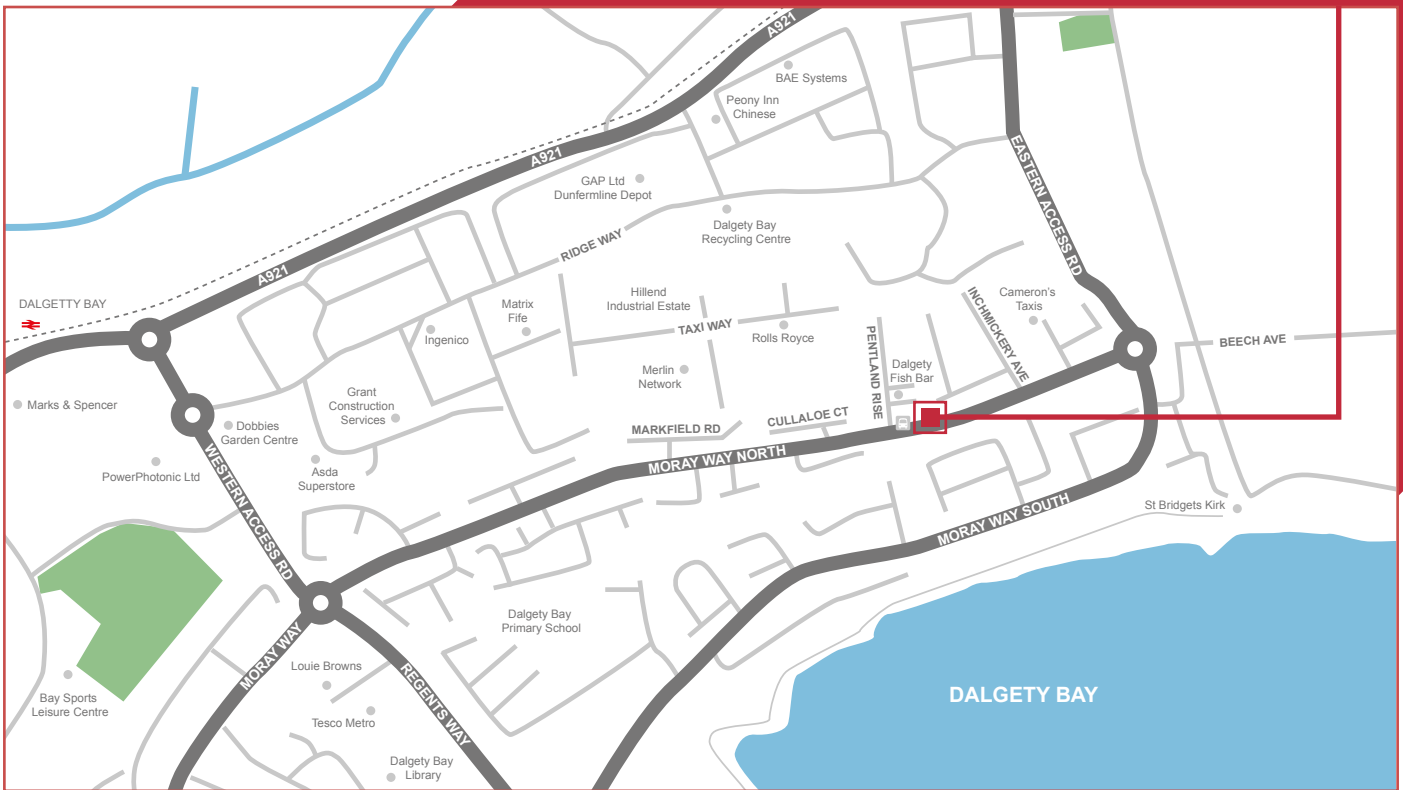 A921
BAE Systems
Peony Inn
Chinese
A921
EASTERN ACCESS RD
GAP Ltd
Dunfermline Depot
Dalgety Bay
Recycling Centre
RIDGE WAY
A921
DALGETTY BAY
Matrix
Fife
Hillend
Industrial Estate
INCHMICKERY AVE
Cameron's
Taxis
Ingenico
TAXI WAY
Rolls Royce
PENTLAND RISE
BEECH AVE
Merlin
Network
Dalgety
Fish Bar
Marks & Spencer
Grant
Construction
Services
Dobbies
Garden Centre
MARKFIELD RD
CULLALOE CT
MORAY WAY NORTH
PowerPhotonic Ltd
Asda
Superstore
WESTERN ACCESS RD
MORAY WAY SOUTH
St Bridgets Kirk
Dalgety Bay
Primary School
MORAY WAY
Louie Browns
REGENTS WAY
Bay Sports
Leisure Centre
Tesco Metro
DALGETY BAY
Dalgety Bay
Library